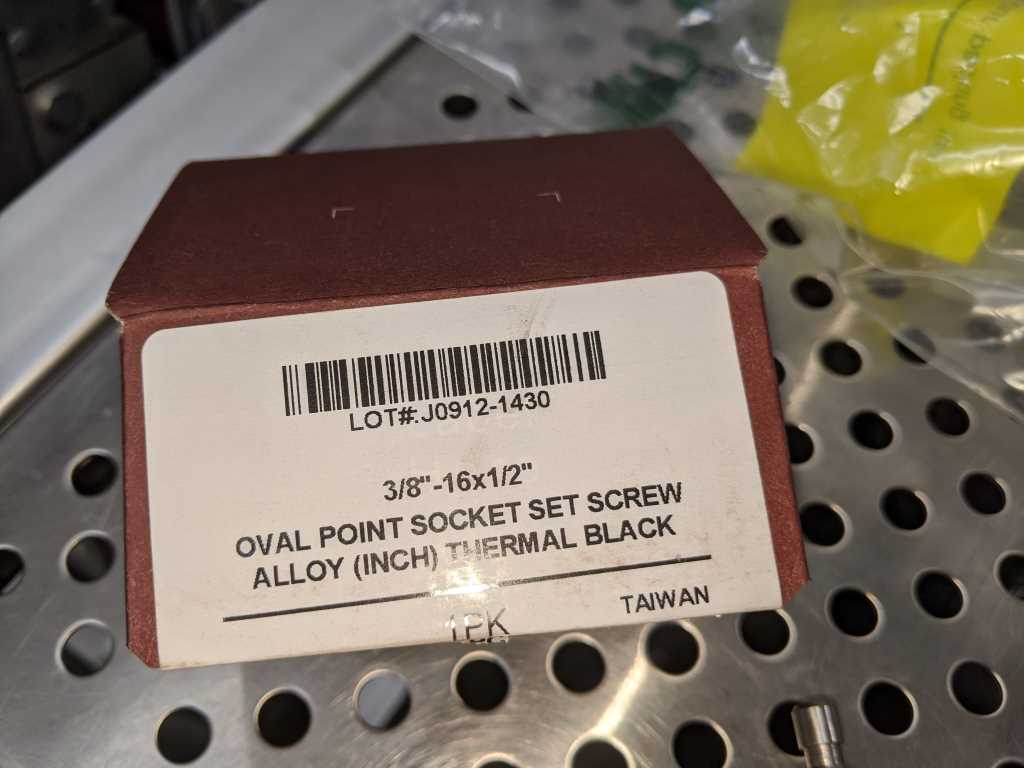 LOT#:J0912-1430
3/8"-16x1/2"
OVAL POINT SOCKET SET SCREW
ALLOY (INCH) THERMAL BLACK
1PK
TAIWAN